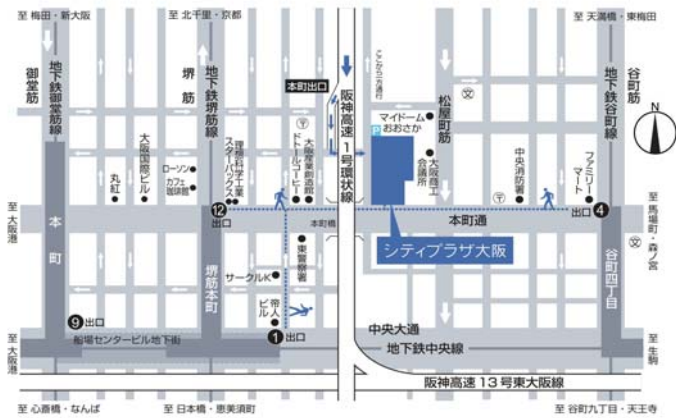 至 梅田・新大阪
至 北千里・京都
至 天満橋・東梅田
御堂筋
地下鉄御堂筋線
堺筋
地下鉄堺筋線
本町出口
阪神高速1号環状線
ここから一方通行
松屋町筋
文
地下鉄谷町線
谷町筋
N
P
マイドーム
おおさか
大阪商工
会議所
丸紅
大阪国際ビル
ローソン
カフェ
珈琲館
スターバックス
理想科学工業
〒
ドトールコーヒー
大阪産業創造館
〒
中央消防署
ファミリー
マート
至 大阪港
本町
12
出口
本町橋
本町通
出口
4
至 馬場町・森ノ宮
文
シティプラザ大阪
堺筋本町
東警察署
サークルK
帝人
ビル
谷町四丁目
9
出口
1
出口
中央大通
至 大阪港
船場センタービル地下街
地下鉄中央線
至 生駒
阪神高速13号東大阪線
至 心斎橋・なんば
至 日本橋・恵美須町
至 谷町九丁目・天王寺